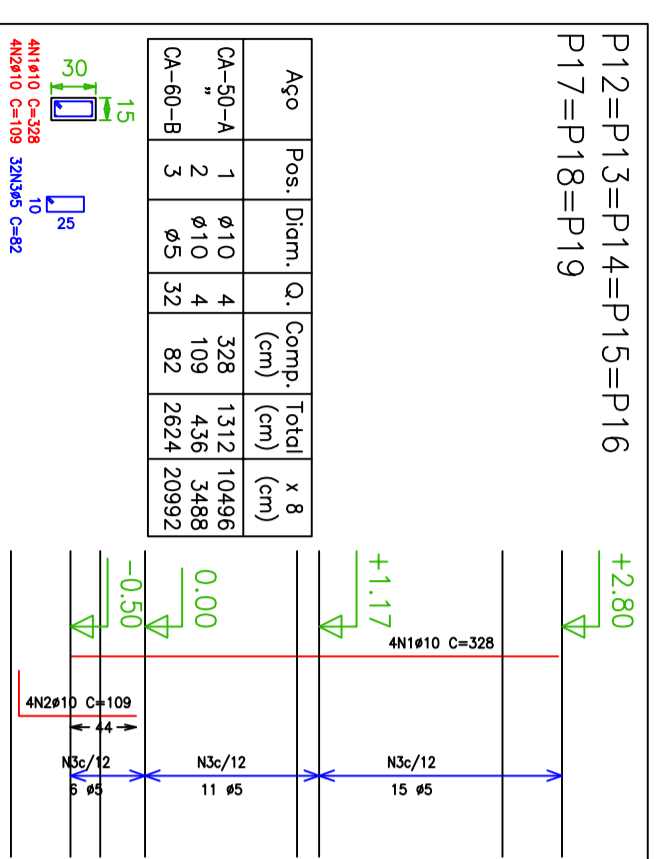 P12=P13=P14=P15=P16
P17=P18=P19
Aço Pos. Diam. Q. Comp. (cm) Total (cm) x 8 (cm)
CA-50-A 1 ø10 4 328 1312 10496
" 2 ø10 4 109 436 3488
CA-60-B 3 ø5 32 82 2624 20992
15
30
25
10
4N1ø10 C=328
4N2ø10 C=109
32N3ø5 C=82
+2.80
+1.17
0.00
-0.50
4N1ø10 C=328
4N2ø10 C=109
44
N3c/12
15 ø5
N3c/12
11 ø5
N3c/12
6 ø5